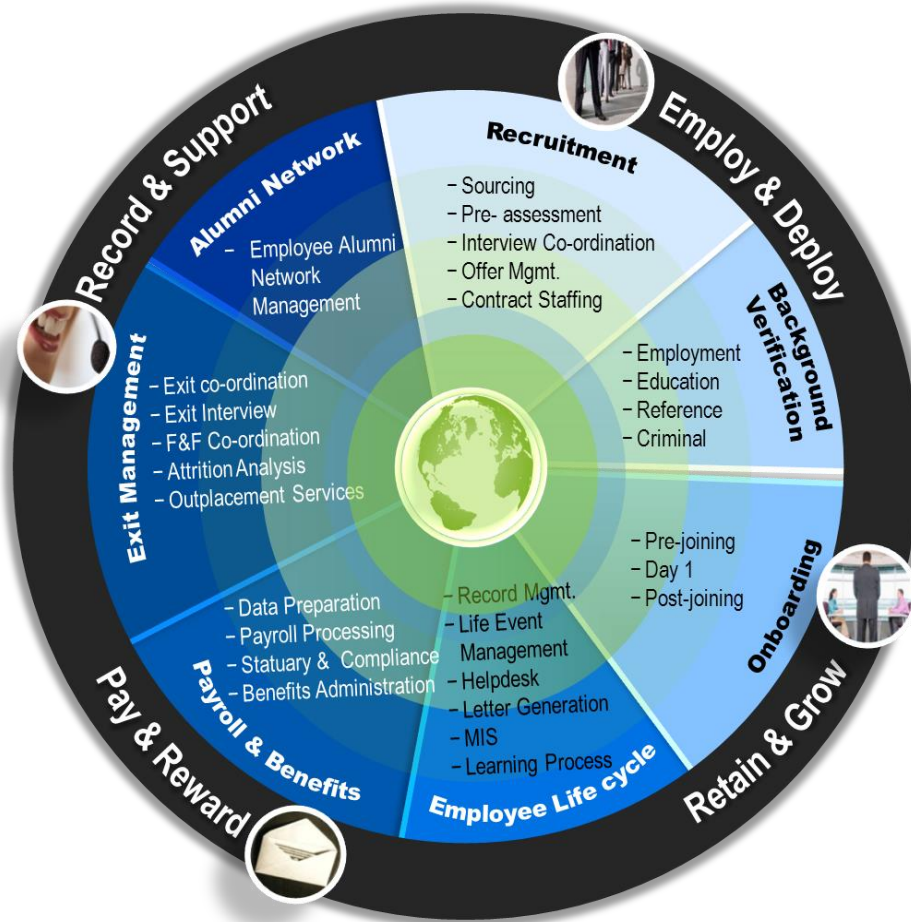 Record & Support
Employ & Deploy
Retain & Grow
Pay & Reward
Recruitment
– Sourcing
– Pre- assessment
– Interview Co-ordination
– Offer Mgmt.
– Contract Staffing
Background
Verification
– Employment
– Education
– Reference
– Criminal
Onboarding
– Pre-joining
– Day 1
– Post-joining
Employee Life cycle
– Record Mgmt.
– Life Event
Management
– Helpdesk
– Letter Generation
– MIS
– Learning Process
Payroll & Benefits
– Data Preparation
– Payroll Processing
– Statuary & Compliance
– Benefits Administration
Exit Management
– Exit co-ordination
– Exit Interview
– F&F Co-ordination
– Attrition Analysis
– Outplacement Services
Alumni Network
– Employee Alumni
Network
Management